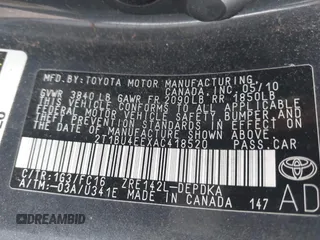 MFD.BY: TOYOTA MOTOR MANUFACTURING
CANADA, INC. 05/10
GVWR 3840LB GAWR FR 2090LB RR 1850LB
THIS VEHICLE CONFORMS TO ALL APPLICABLE
FEDERAL MOTOR VEHICLE SAFETY, BUMPER, AND
THEFT PREVENTION STANDARDS IN EFFECT ON
THE DATE OF MANUFACTURE SHOWN ABOVE.
2T1BU4EEXAC418520 PASS.CAR
C/TR:1G3/FC16 ZRE142L-DEPDKA
A/TM:-03A/U341E
MADE IN CANADA 147
TOYOTA
AD
DREAMBID